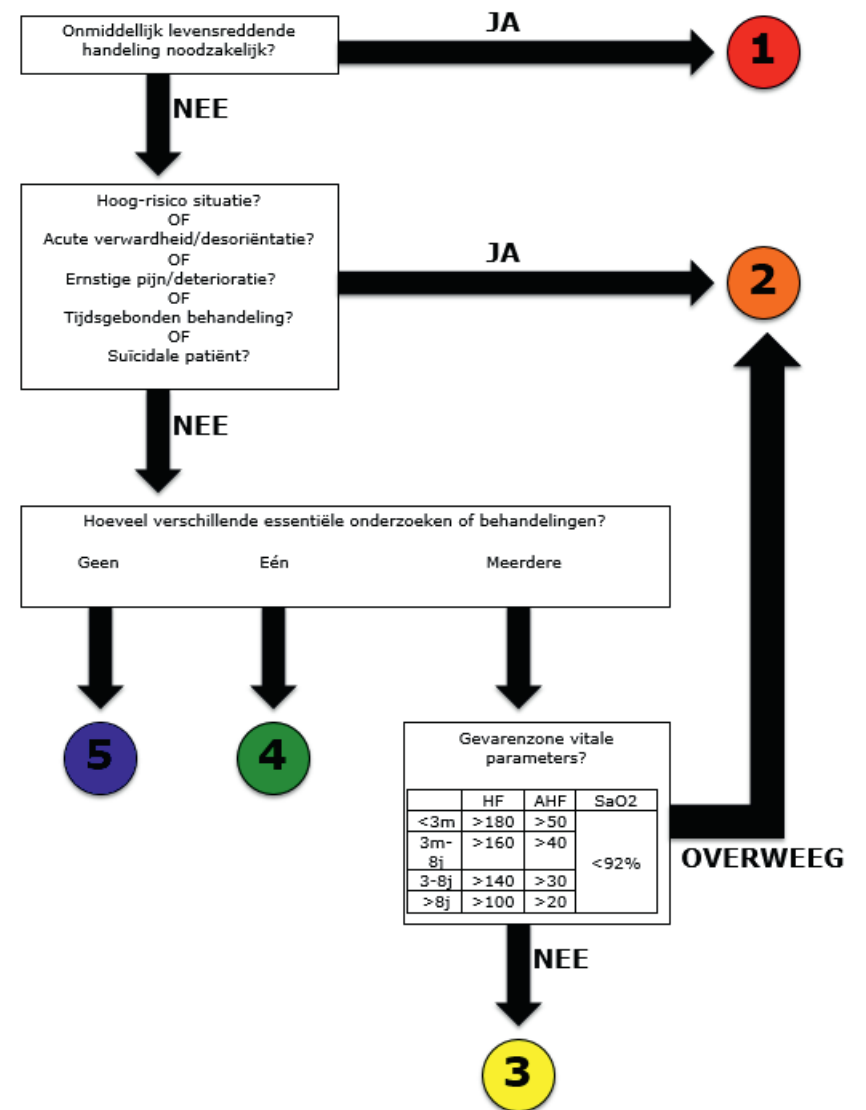 Onmiddellijk levensreddende
handeling noodzakelijk?
JA
1
NEE
Hoog-risico situatie?
OF
Acute verwardheid/desoriëntatie?
OF
Ernstige pijn/deterioratie?
OF
Tijdsgebonden behandeling?
OF
Suïcidale patiënt?
JA
2
NEE
Hoeveel verschillende essentiële onderzoeken of behandelingen?
Geen Eén Meerdere
5 4
Gevarenzone vitale
parameters?
HF AHF SaO2
<3m >180 >50
3m- >160 >40
8j
<92%
3-8j >140 >30
>8j >100 >20
OVERWEEG
NEE
3